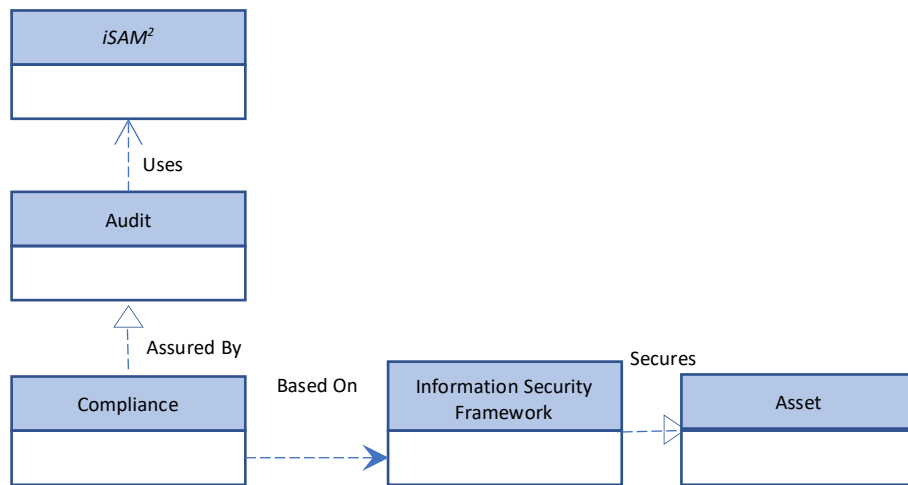 iSAM²
Uses
Audit
Assured By
Compliance
Based On
Information Security
Framework
Secures
Asset